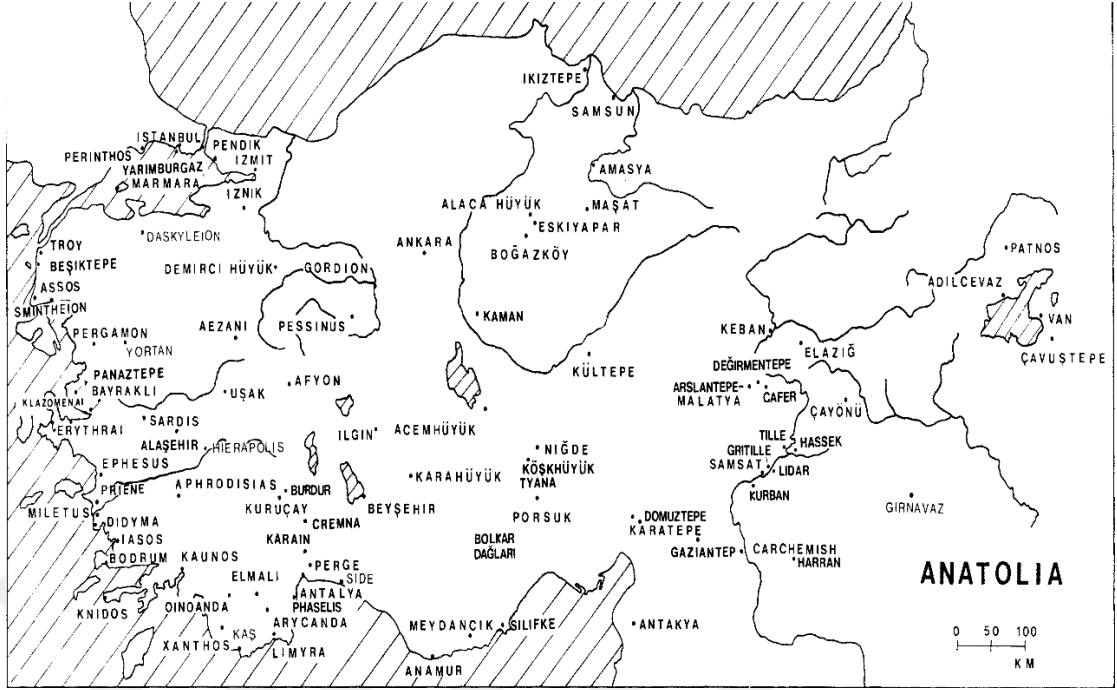 IKIZTEPE
SAMSUN
ISTANBUL
PENDIK
PERINTHOS
IZMIT
YARIMBURGAZ
MARMARA
AMASYA
IZNIK
ALACA HÜYÜK
MAŞAT
ESKIYAPAR
DASKYLEION
ANKARA
BOĞAZKÖY
TROY
PATNOS
BEŞIKTEPE
DEMIRCI HÜYÜK
GORDION
ADILCEVAZ
ASSOS
SMINTHEION
KAMAN
VAN
PERGAMON
AEZANI
PESSINUS
KEBAN
YORTAN
ELAZIĞ
ÇAVUŞTEPE
KÜLTEPE
DEĞIRMENTEPE
PANAZTEPE
BAYRAKLI
UŞAK
AFYON
ARSLANTEPE-
MALATYA
CAFER
KLAZOMENAI
ÇAYÖNÜ
ERYTHRAI
SARDIS
ILGIN
ACEMHÜYÜK
ALAŞEHIR
HIERAPOLIS
TILLE
HASSEK
NIĞDE
GRITILLE
EPHESUS
KÖŞKHÜYÜK
SAMSAT
LIDAR
KARAHÜYÜK
TYANA
PRIENE
APHRODISIAS
BURDUR
KURBAN
MILETUS
KURUÇAY
BEYŞEHIR
GIRNAVAZ
DIDYMA
CREMNA
PORSUK
DOMUZTEPE
KARATEPE
IASOS
KARAIN
BOLKAR
DAĞLARI
BODRUM
KAUNOS
GAZIANTEP
CARCHEMISH
HARRAN
PERGE
ELMALI
SIDE
ANATOLIA
KNIDOS
OINOANDA
ANTALYA
PHASELIS
ARYCANDA
MEYDANÇIK
SILIFKE
ANTAKYA
KAŞ
XANTHOS
LIMYRA
ANAMUR
0 50 100
KM